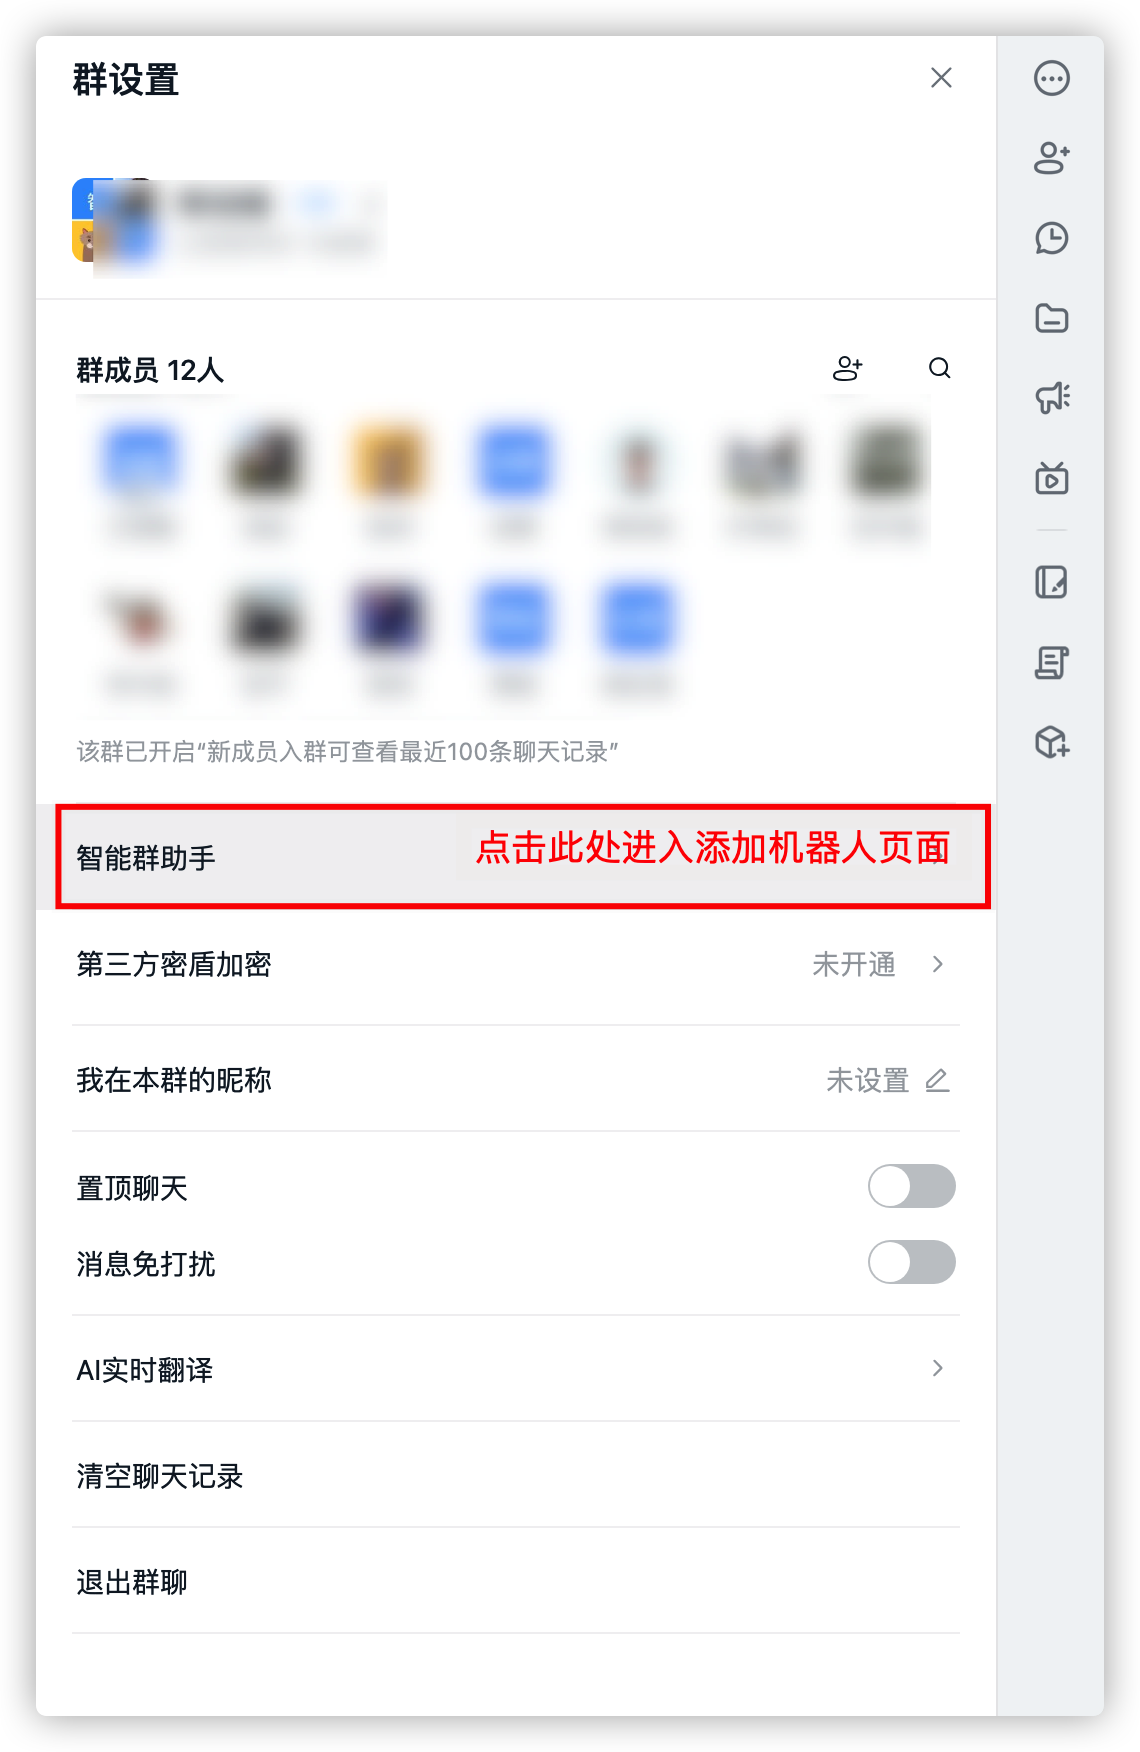 群设置
群成员 12人
该群已开启“新成员入群可查看最近100条聊天记录”
智能群助手
点击此处进入添加机器人页面
第三方密盾加密
未开通
我在本群的昵称
未设置
置顶聊天
消息免打扰
AI实时翻译
清空聊天记录
退出群聊